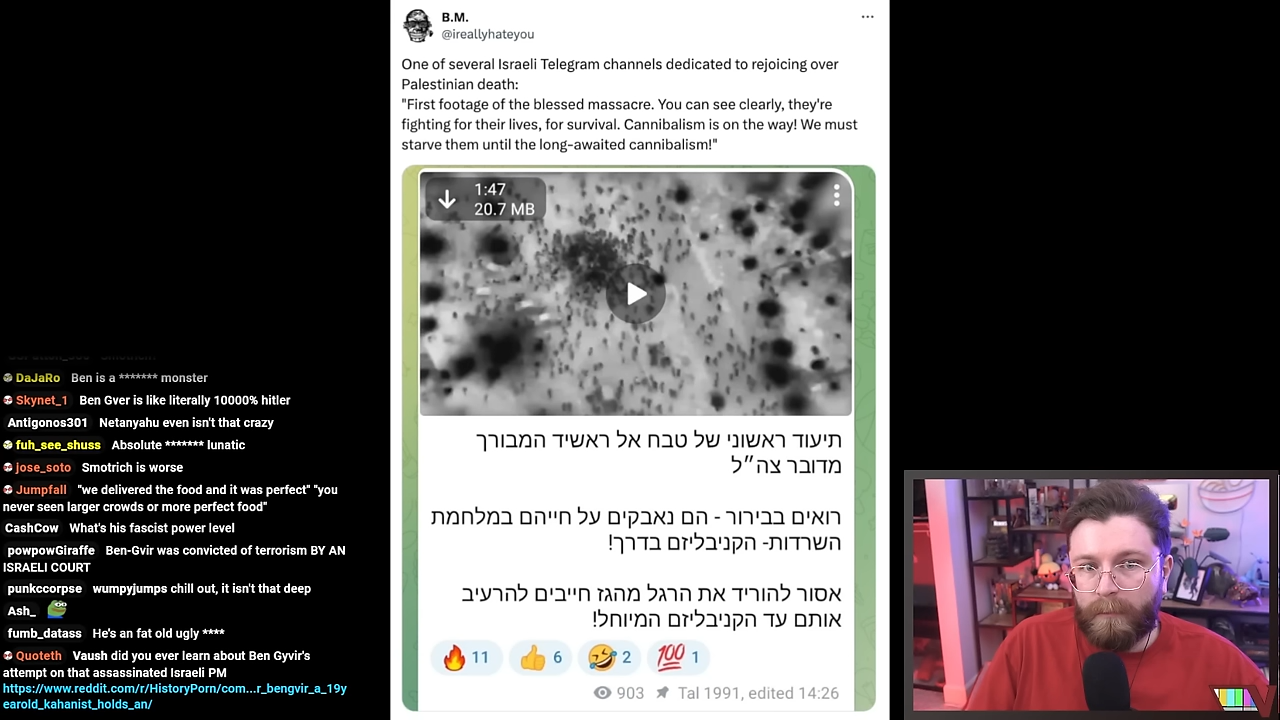 B.M.
@ireallyhateyou
One of several Israeli Telegram channels dedicated to rejoicing over
Palestinian death:
"First footage of the blessed massacre. You can see clearly, they're
fighting for their lives, for survival. Cannibalism is on the way! We must
starve them until the long-awaited cannibalism!"
1:47
20.7 MB
תיעוד ראשוני של טבח אל ראשיד המבורך
מדובר צה״ל
רואים בבירור - הם נאבקים על חייהם במלחמת
השרדות- הקניבליזם בדרך!
אסור להוריד את הרגל מהגז חייבים להרעיב
אותם עד הקניבליזם המיוחל!
🔥 11 👍 6 🤣 2 💯 1
903 Tal 1991, edited 14:26
DaJaRo Ben is a ******* monster
Skynet_1 Ben Gver is like literally 10000% hitler
Antigonos301 Netanyahu even isn't that crazy
fuh_see_shuss Absolute ******* lunatic
jose_soto Smotrich is worse
Jumpfall "we delivered the food and it was perfect" "you
never seen larger crowds of more perfect food"
CashCow What's his fascist power level
powpowGiraffe Ben-Gvir was convicted of terrorism BY AN
ISRAELI COURT
punkccorpse wumpyjumps chill out, it isn't that deep
Ash_
fumb_datass He's an fat old ugly ****
Quoteth Vaush did you ever learn about Ben Gyvir's
attempt on that assassinated Israeli PM
https://www.reddit.com/r/HistoryPorn/com...r_bengvir_a_19y
earold_kahanist_holds_an/